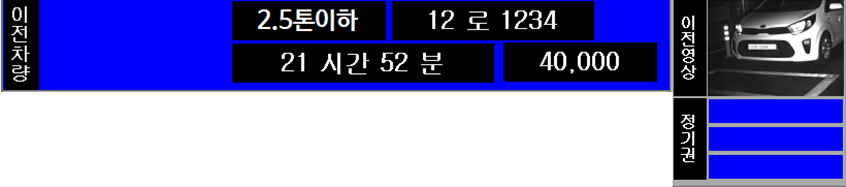 이전차량
2.5톤이하
12 로 1234
21 시간 52 분
40,000
이전영상
정기권